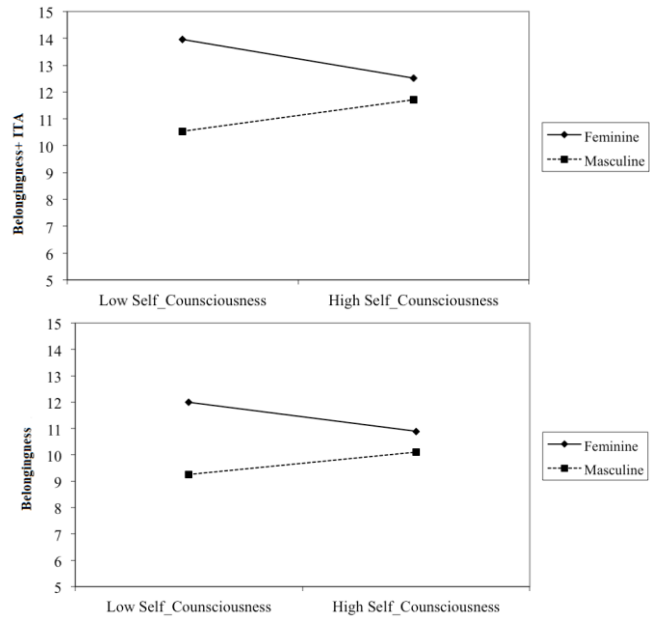 15
14
13
12
11
10
9
8
7
6
5
Belongingness+ ITA
Low Self_Counsciousness High Self_Counsciousness
Feminine
Masculine
15
14
13
12
11
10
9
8
7
6
5
Belongingness
Low Self_Counsciousness High Self_Counsciousness
Feminine
Masculine